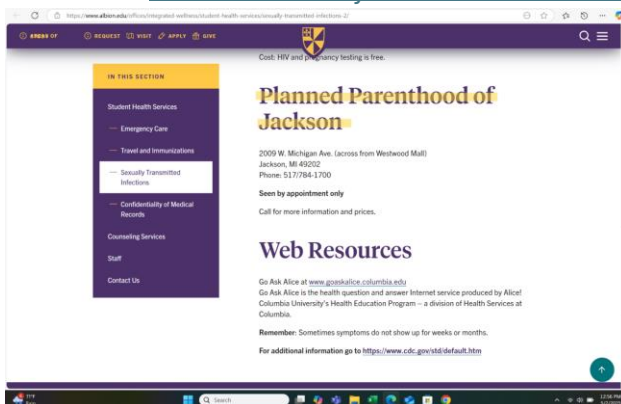 https://www.albion.edu/offices/integrated-wellness/student-health-services/sexually-transmitted-infections-2/
REQUEST VISIT APPLY GIVE
Cost: HIV and pregnancy testing is free.
IN THIS SECTION
Student Health Services
— Emergency Care
— Travel and Immunizations
— Sexually Transmitted
Infections
— Confidentiality of Medical
Records
Counseling Services
Staff
Contact Us
Planned Parenthood of
Jackson
2009 W. Michigan Ave. (across from Westwood Mall)
Jackson, MI 49202
Phone: 517/784-1700
Seen by appointment only
Call for more information and prices.
Web Resources
Go Ask Alice at www.goaskalice.columbia.edu
Go Ask Alice is the health question and answer Internet service produced by Alice!
Columbia University's Health Education Program – a division of Health Services at
Columbia.
Remember: Sometimes symptoms do not show up for weeks or months.
For additional information go to https://www.cdc.gov/std/default.htm
Search
12:56 PM